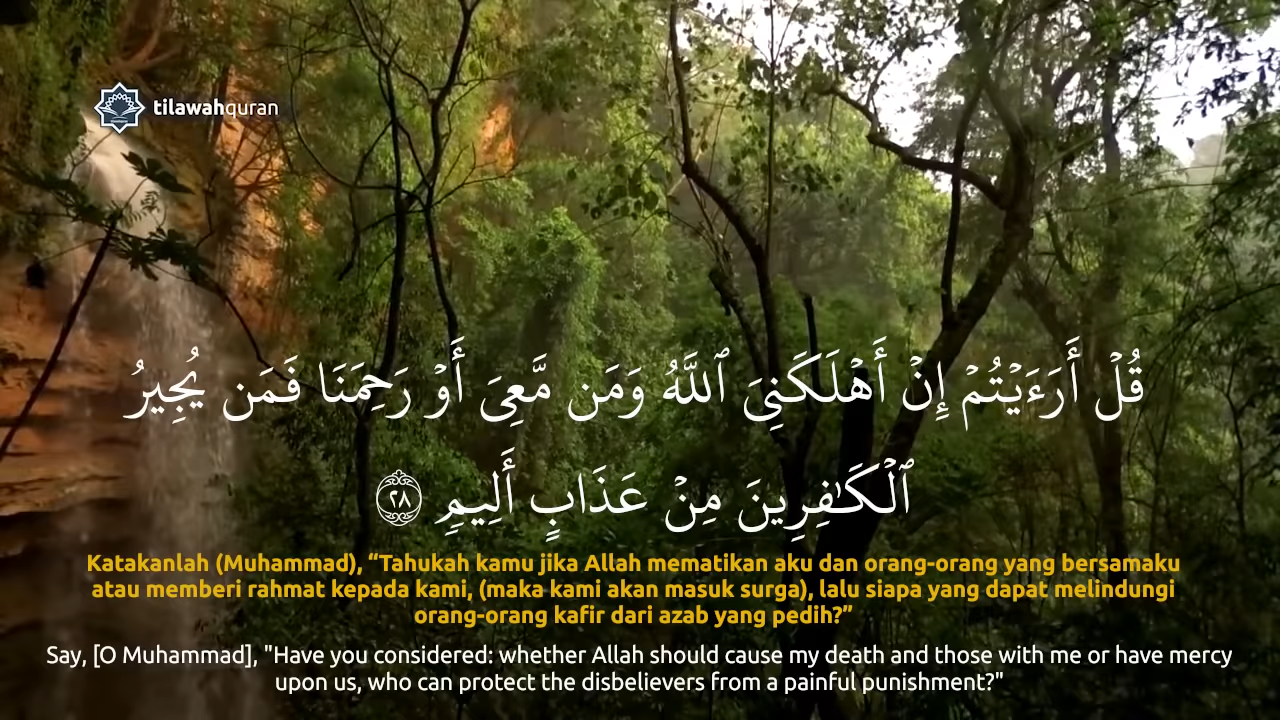 tilawahquran
قُلۡ أَرَءَيۡتُمۡ إِنۡ أَهۡلَكَنِيَ ٱللَّهُ وَمَن مَّعِيَ أَوۡ رَحِمَنَا فَمَن يُجِيرُ
ٱلۡكَٰفِرِينَ مِنۡ عَذَابٍ أَلِيمٖ ٢٨
Katakanlah (Muhammad), “Tahukah kamu jika Allah mematikan aku dan orang-orang yang bersamaku
atau memberi rahmat kepada kami, (maka kami akan masuk surga), lalu siapa yang dapat melindungi
orang-orang kafir dari azab yang pedih?”
Say, [O Muhammad], "Have you considered: whether Allah should cause my death and those with me or have mercy
upon us, who can protect the disbelievers from a painful punishment?"